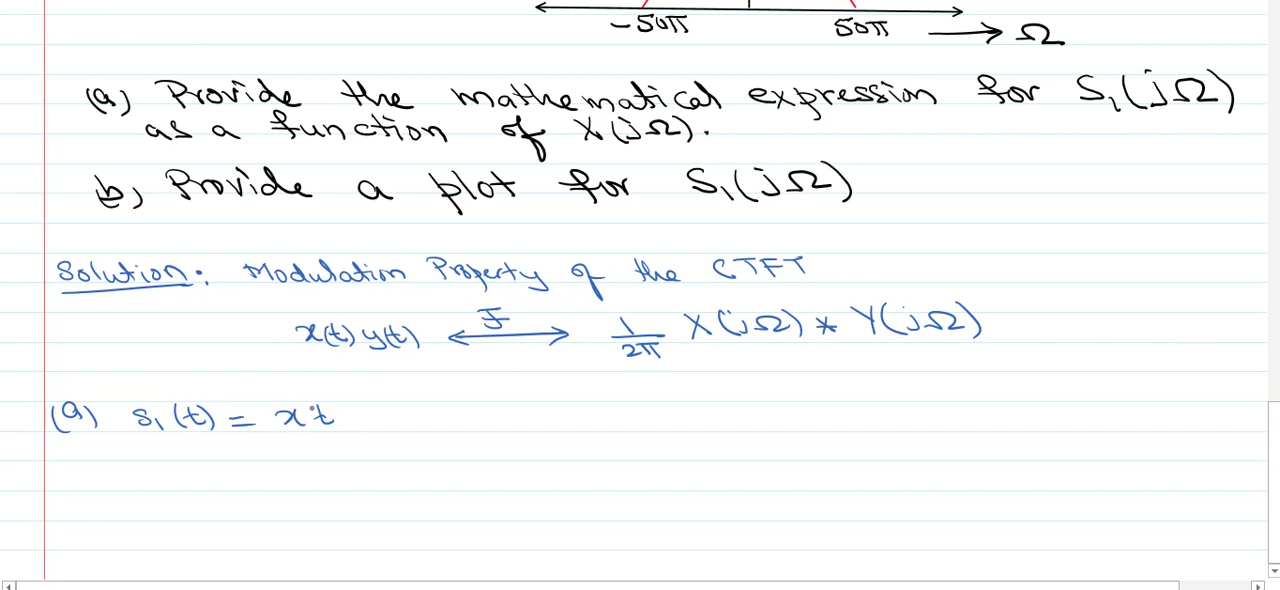 -50π 50π → Ω
(a) Provide the mathematical expression for S₁(jΩ)
as a function of X(jΩ).
b) Provide a plot for S₁(jΩ)
Solution: Modulation Property of the CTFT
x(t) y(t) ⟷ F 1/2π X(jΩ) * Y(jΩ)
(a) s₁(t) = xt